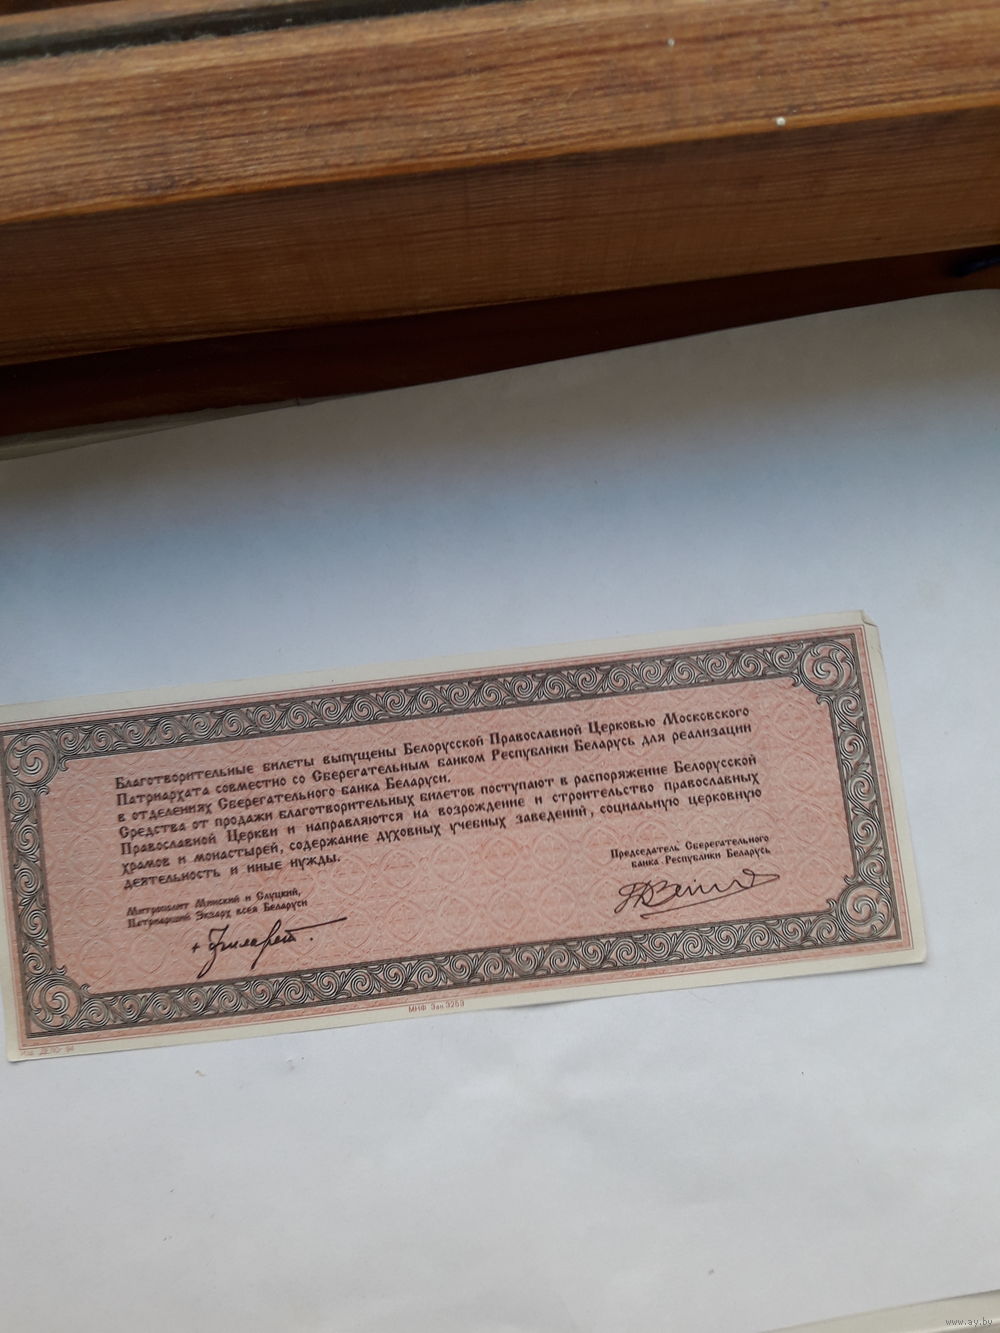 Благотворительные билеты выпущены Белорусской Православной Церковью Московского
Патриархата совместно со Сберегательным банком Республики Беларусь для реализации
в отделениях Сберегательного банка Беларуси.
Средства от продажи благотворительных билетов поступают в распоряжение Белорусской
Православной Церкви и направляются на возрождение и строительство православных
храмов и монастырей, содержание духовных учебных заведений, социальную церковную
деятельность и иные нужды.
Председатель Сберегательного
банка Республики Беларусь
Митрополит Минский и Слуцкий,
Патриарший Экзарх всея Беларуси
+ Филарет.
МНФ Зак.3253
www.ay.by